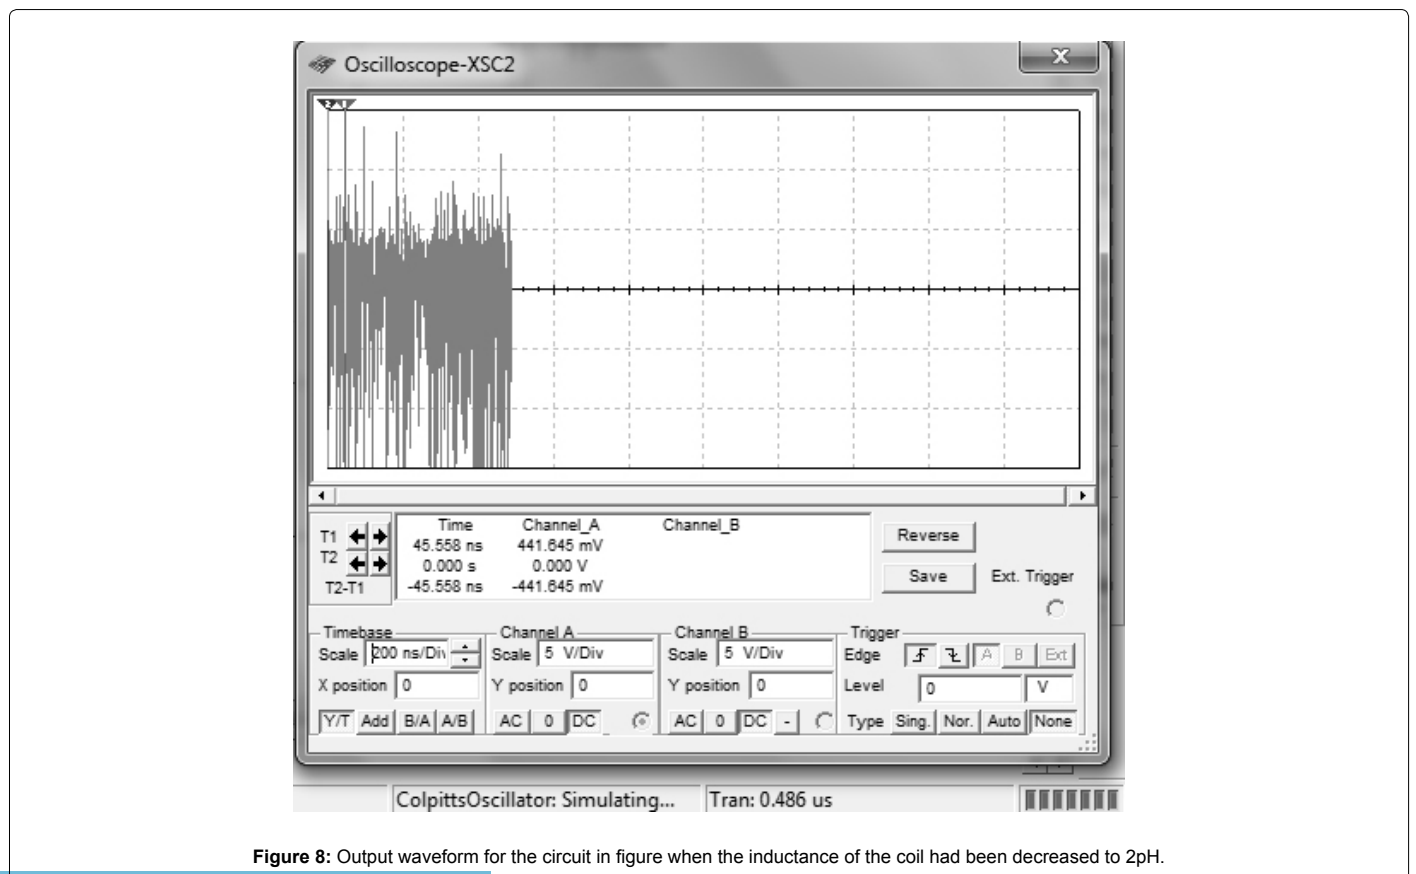 Oscilloscope-XSC2
x
2 1
Time Channel_A Channel_B
T1 45.558 ns 441.645 mV
T2 0.000 s 0.000 V
T2-T1 -45.558 ns -441.645 mV
Reverse
Save
Ext. Trigger
Timebase Channel A Channel B Trigger
Scale 200 ns/Div Scale 5 V/Div Scale 5 V/Div Edge A B Ext
X position 0 Y position 0 Y position 0 Level 0 V
Y/T Add B/A A/B AC 0 DC AC 0 DC - Type Sing. Nor. Auto None
ColpittsOscillator: Simulating... Tran: 0.486 us
Figure 8: Output waveform for the circuit in figure when the inductance of the coil had been decreased to 2pH.